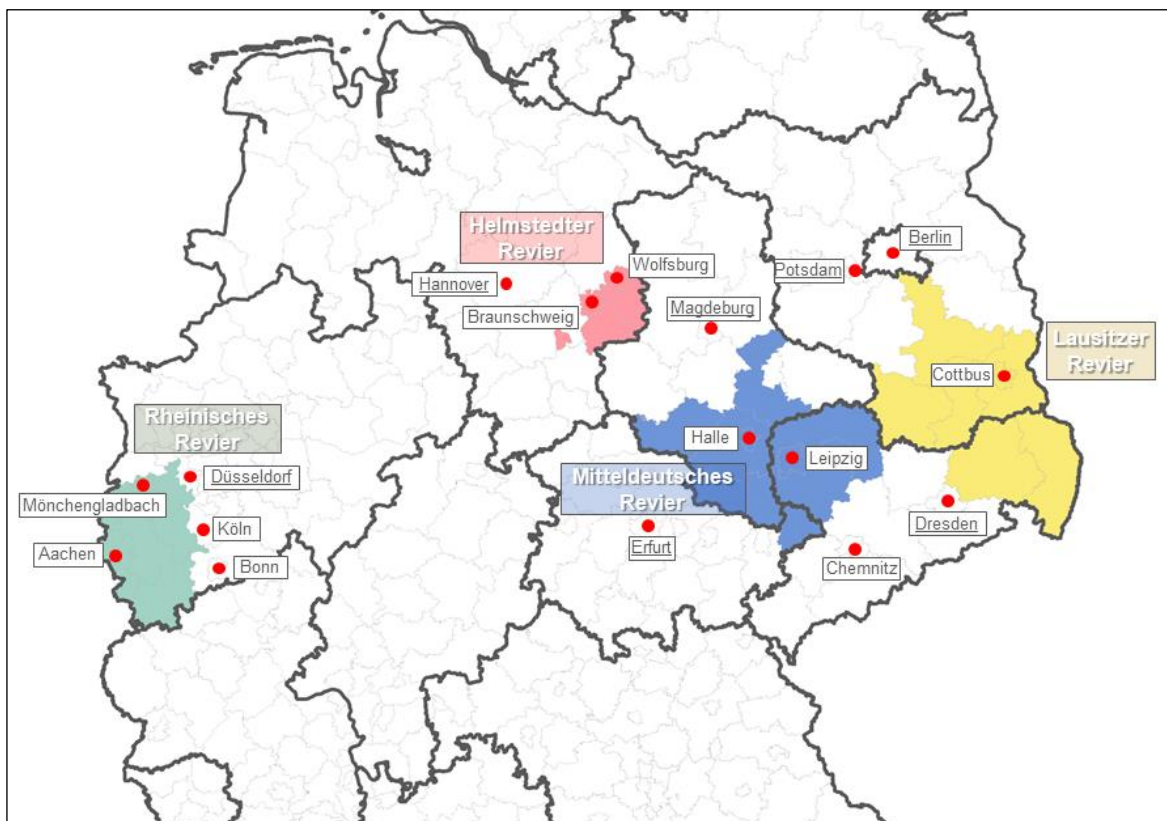 Helmstedter
Revier
Berlin
Wolfsburg
Potsdam
Hannover
Magdeburg
Braunschweig
Lausitzer
Revier
Cottbus
Rheinisches
Revier
Halle
Leipzig
Mitteldeutsches
Revier
Düsseldorf
Mönchengladbach
Köln
Dresden
Erfurt
Aachen
Bonn
Chemnitz